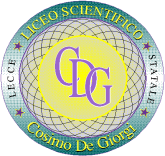 LICEO SCIENTIFICO
LECCE
STATALE
CDG
Cosimo De Giorgi